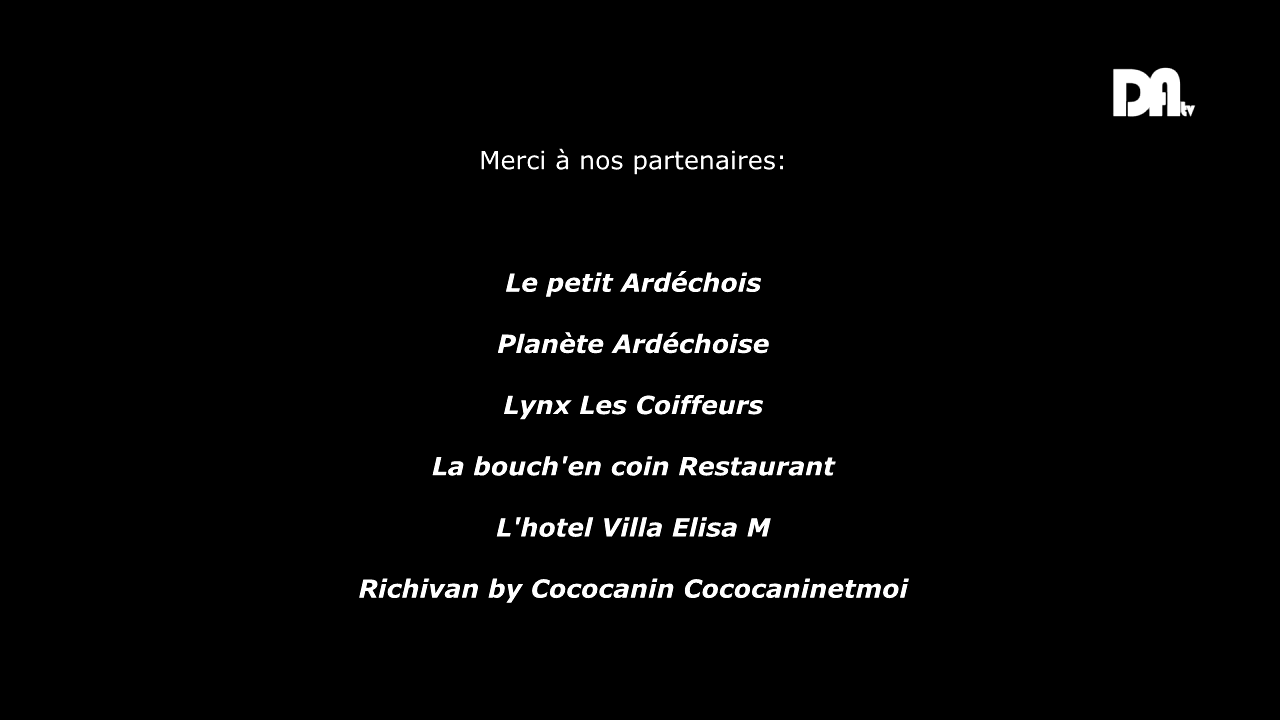 DAtv
Merci à nos partenaires:
Le petit Ardéchois
Planète Ardéchoise
Lynx Les Coiffeurs
La bouch'en coin Restaurant
L'hotel Villa Elisa M
Richivan by Cococanin Cococaninetmoi